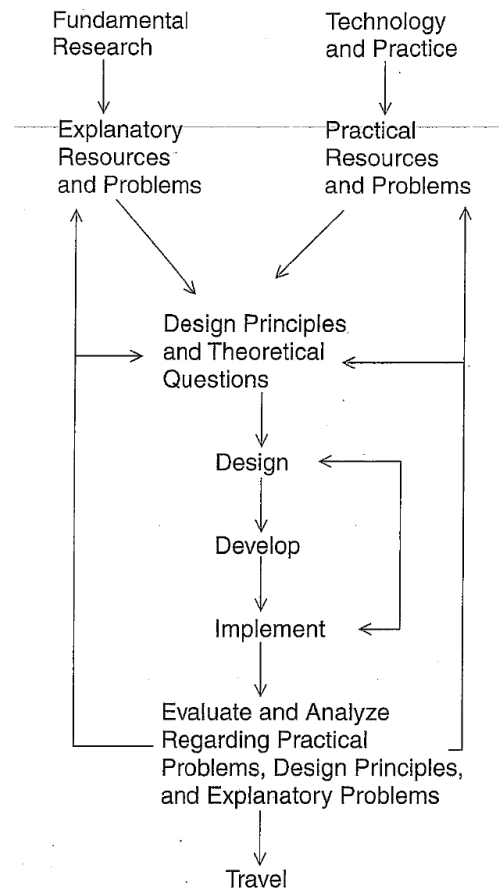 Fundamental
Research
Technology
and Practice
Explanatory
Resources
and Problems
Practical
Resources
and Problems
Design Principles
and Theoretical
Questions
Design
Develop
Implement
Evaluate and Analyze
Regarding Practical
Problems, Design Principles,
and Explanatory Problems
Travel